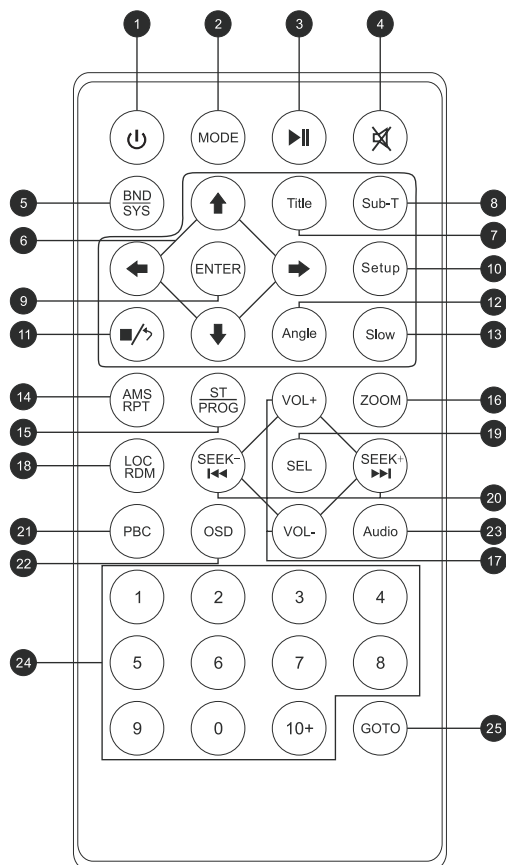 1 2 3 4
MODE
5 BND
SYS Title Sub-T 8
6
7
ENTER Setup 10
9
12
11 Angle Slow 13
14 AMS
RPT ST
PROG VOL+ ZOOM 16
15
19
18 LOC
RDM SEEK- SEL SEEK+
20
21 PBC OSD VOL- Audio 23
22 17
1 2 3 4
24 5 6 7 8
9 0 10+ GOTO 25